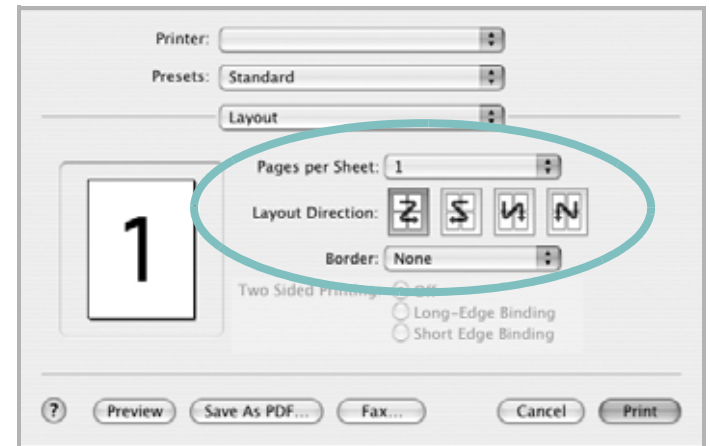 Printer:
Presets: Standard
Layout
Pages per Sheet: 1
Layout Direction:
Border: None
1
Two Sided Printing: Off
Long-Edge Binding
Short Edge Binding
? Preview Save As PDF... Fax... Cancel Print